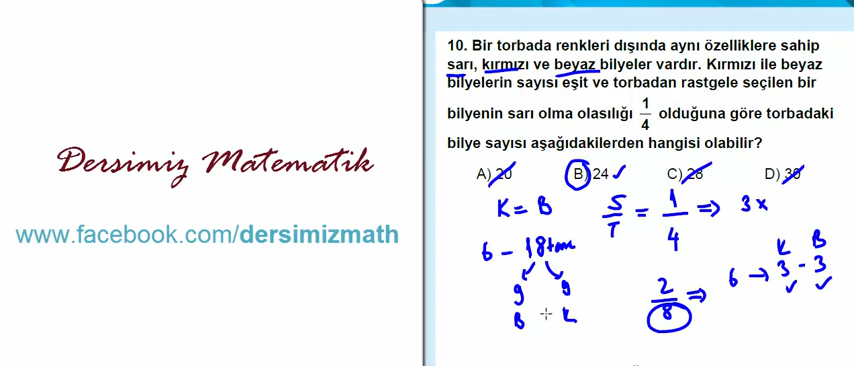 Dersimiz Matematik
www.facebook.com/dersimizmath
10. Bir torbada renkleri dışında aynı özelliklere sahip
sarı, kırmızı ve beyaz bilyeler vardır. Kırmızı ile beyaz
bilyelerin sayısı eşit ve torbadan rastgele seçilen bir
bilyenin sarı olma olasılığı 1/4 olduğuna göre torbadaki
bilye sayısı aşağıdakilerden hangisi olabilir?
A) 20 B) 24 ✓ C) 28 D) 30
K = B S/T = 1/4 ⇒ 3x
6 - 18 tane
9 9
B K
2/8 ⇒ 6 → 3 - 3
K B
✓ ✓